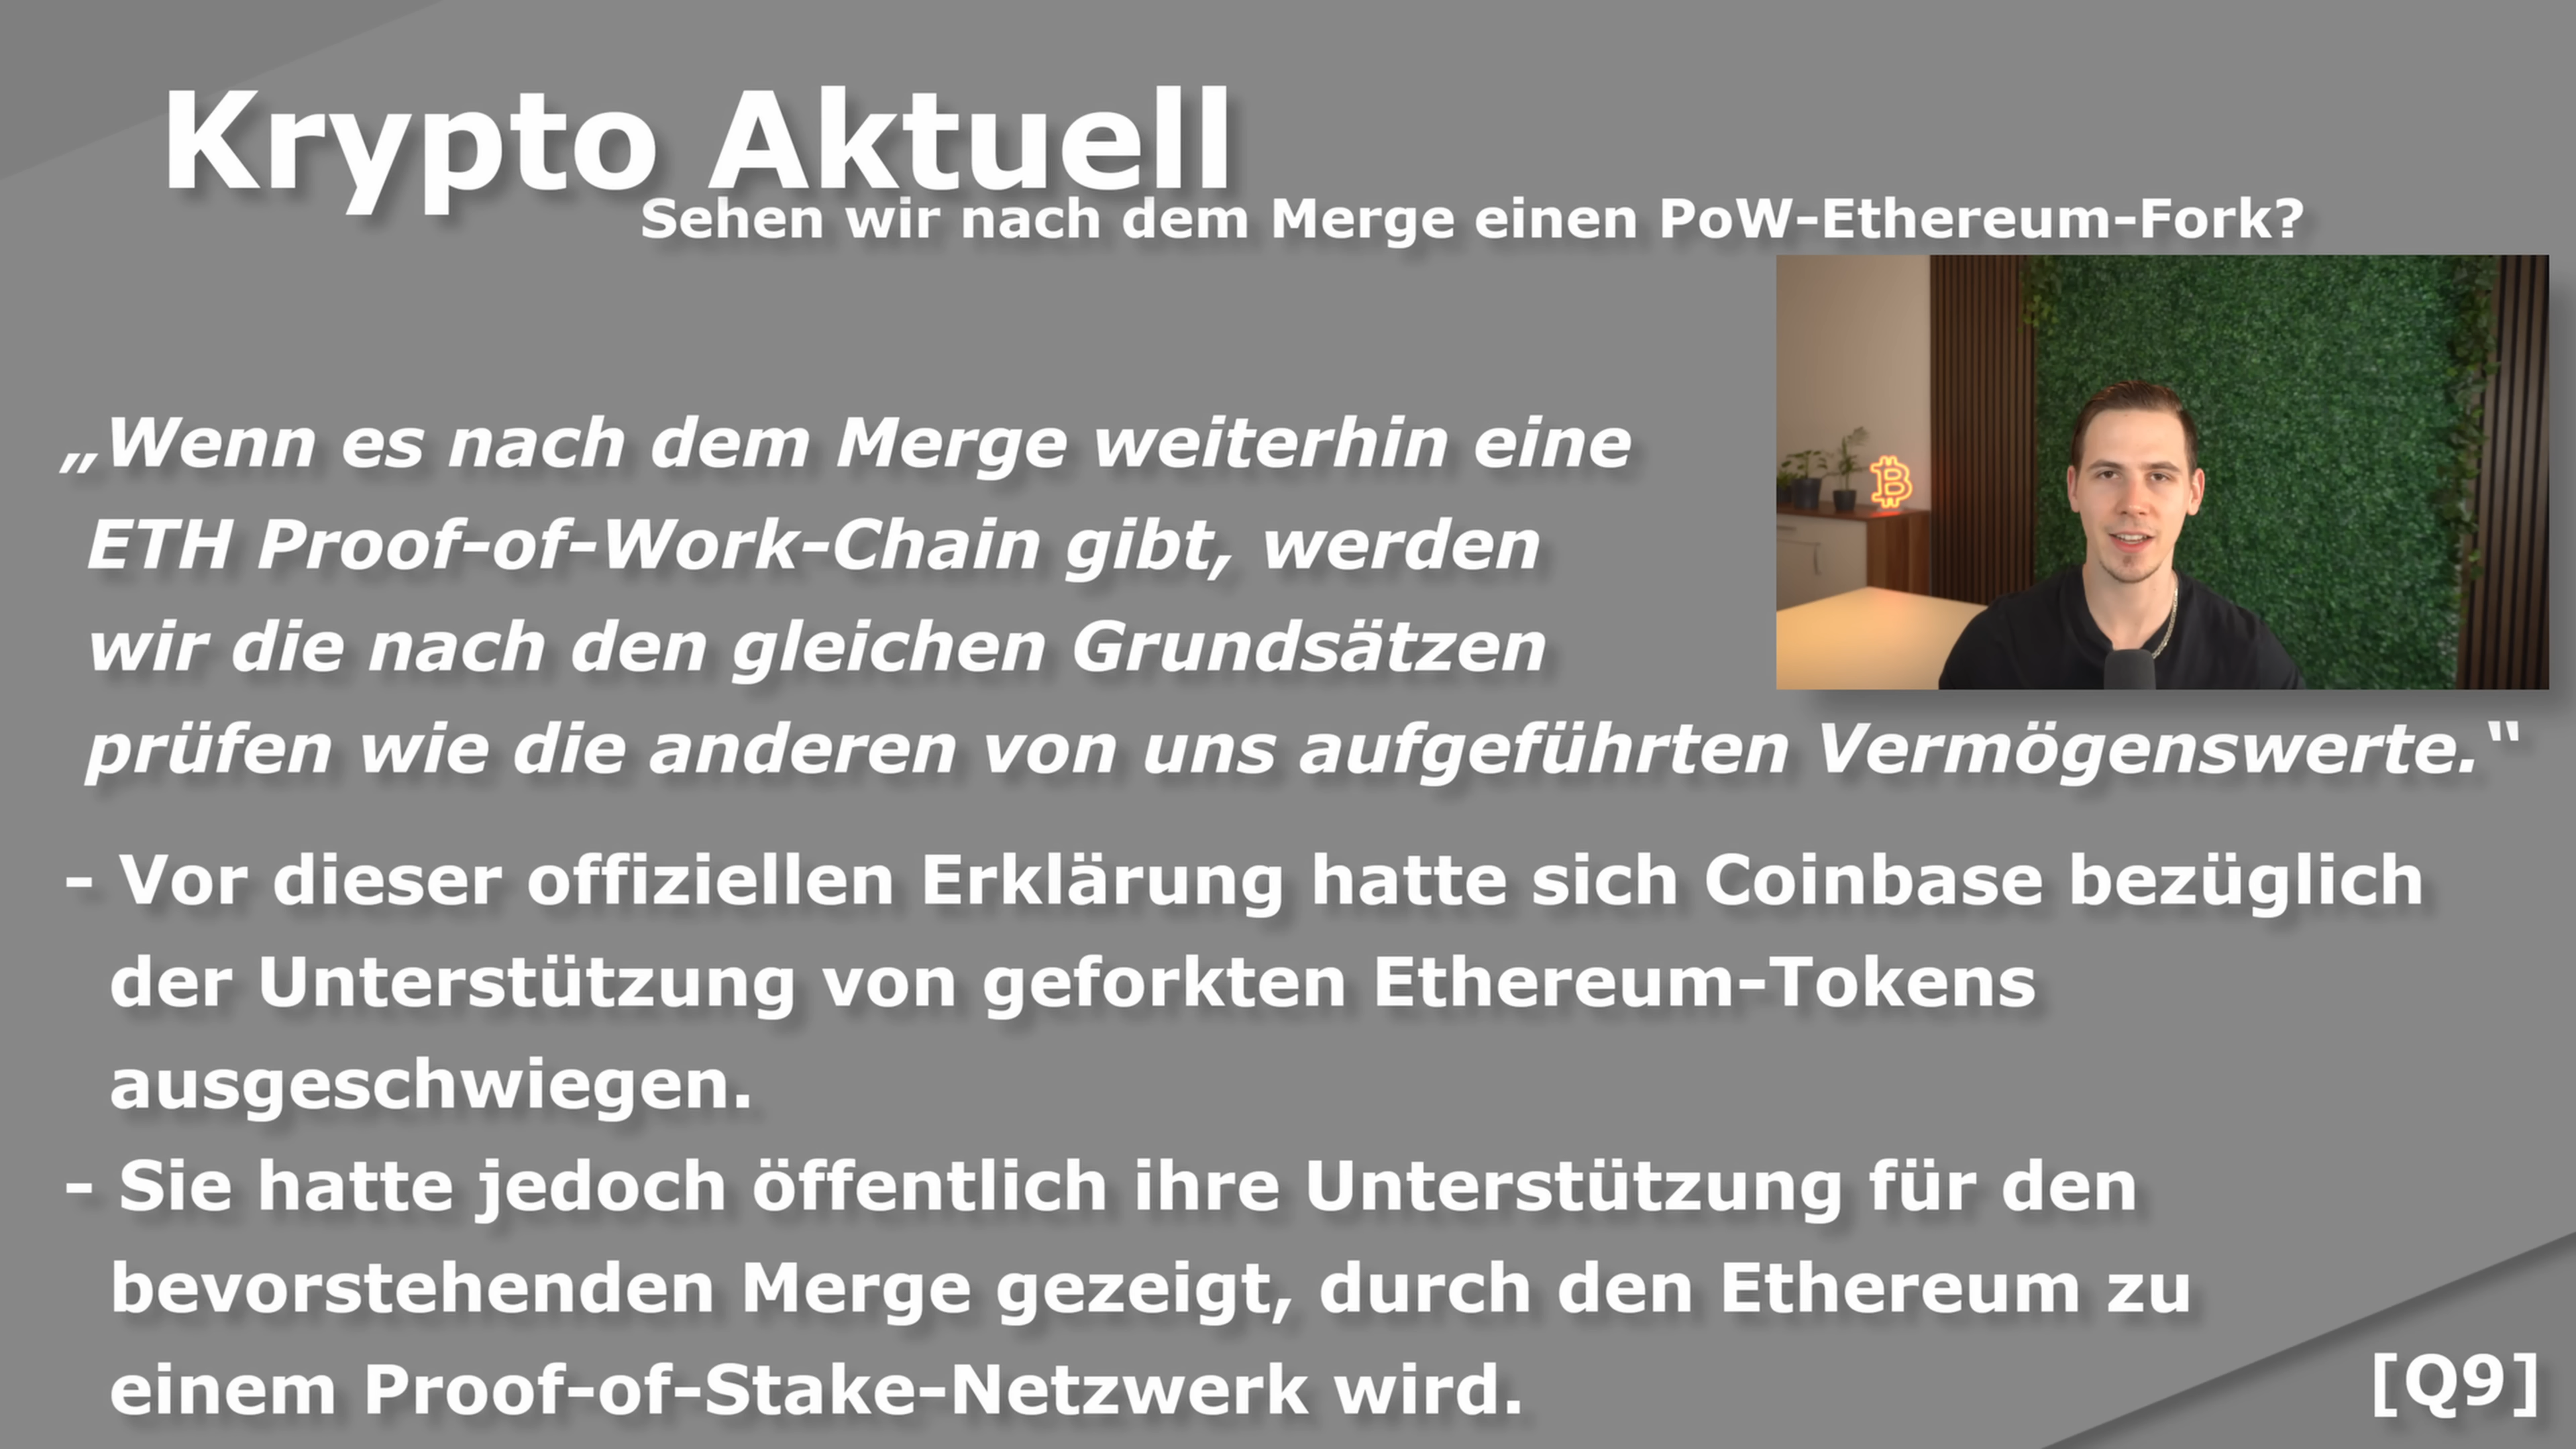 Krypto Aktuell
Sehen wir nach dem Merge einen PoW-Ethereum-Fork?
„Wenn es nach dem Merge weiterhin eine
ETH Proof-of-Work-Chain gibt, werden
wir die nach den gleichen Grundsätzen
prüfen wie die anderen von uns aufgeführten Vermögenswerte."
- Vor dieser offiziellen Erklärung hatte sich Coinbase bezüglich
der Unterstützung von geforkten Ethereum-Tokens
ausgeschwiegen.
- Sie hatte jedoch öffentlich ihre Unterstützung für den
bevorstehenden Merge gezeigt, durch den Ethereum zu
einem Proof-of-Stake-Netzwerk wird.
[Q9]